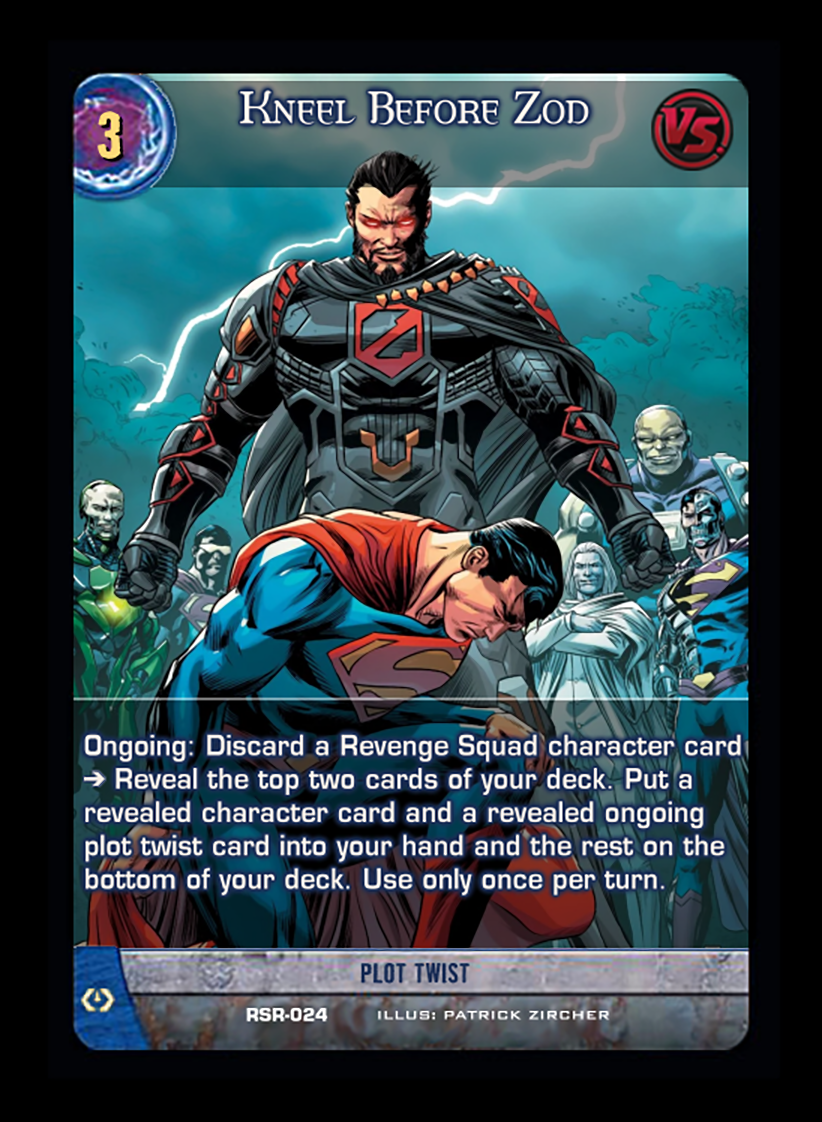 3
Kneel Before Zod
VS.
Ongoing: Discard a Revenge Squad character card
→ Reveal the top two cards of your deck. Put a
revealed character card and a revealed ongoing
plot twist card into your hand and the rest on the
bottom of your deck. Use only once per turn.
PLOT TWIST
RSR-024 ILLUS: PATRICK ZIRCHER